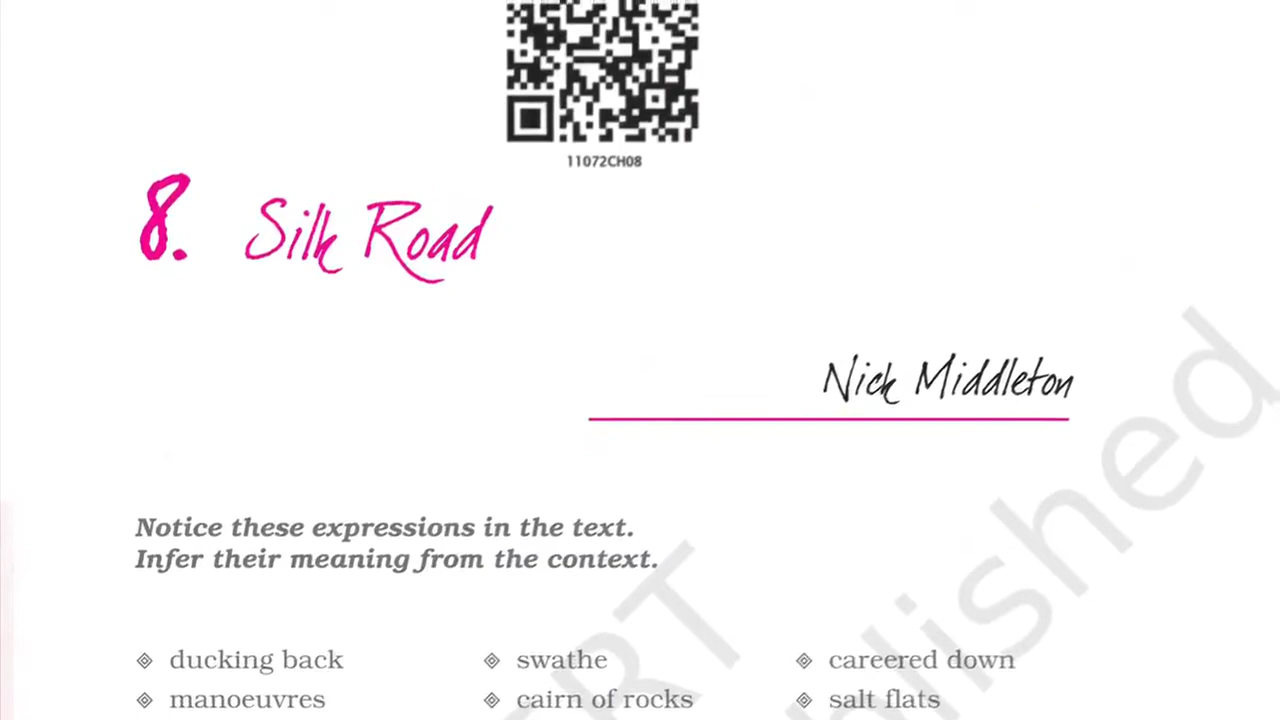 11072CH08
8. Silk Road
Nick Middleton
Notice these expressions in the text.
Infer their meaning from the context.
ducking back swathe careered down
manoeuvres cairn of rocks salt flats